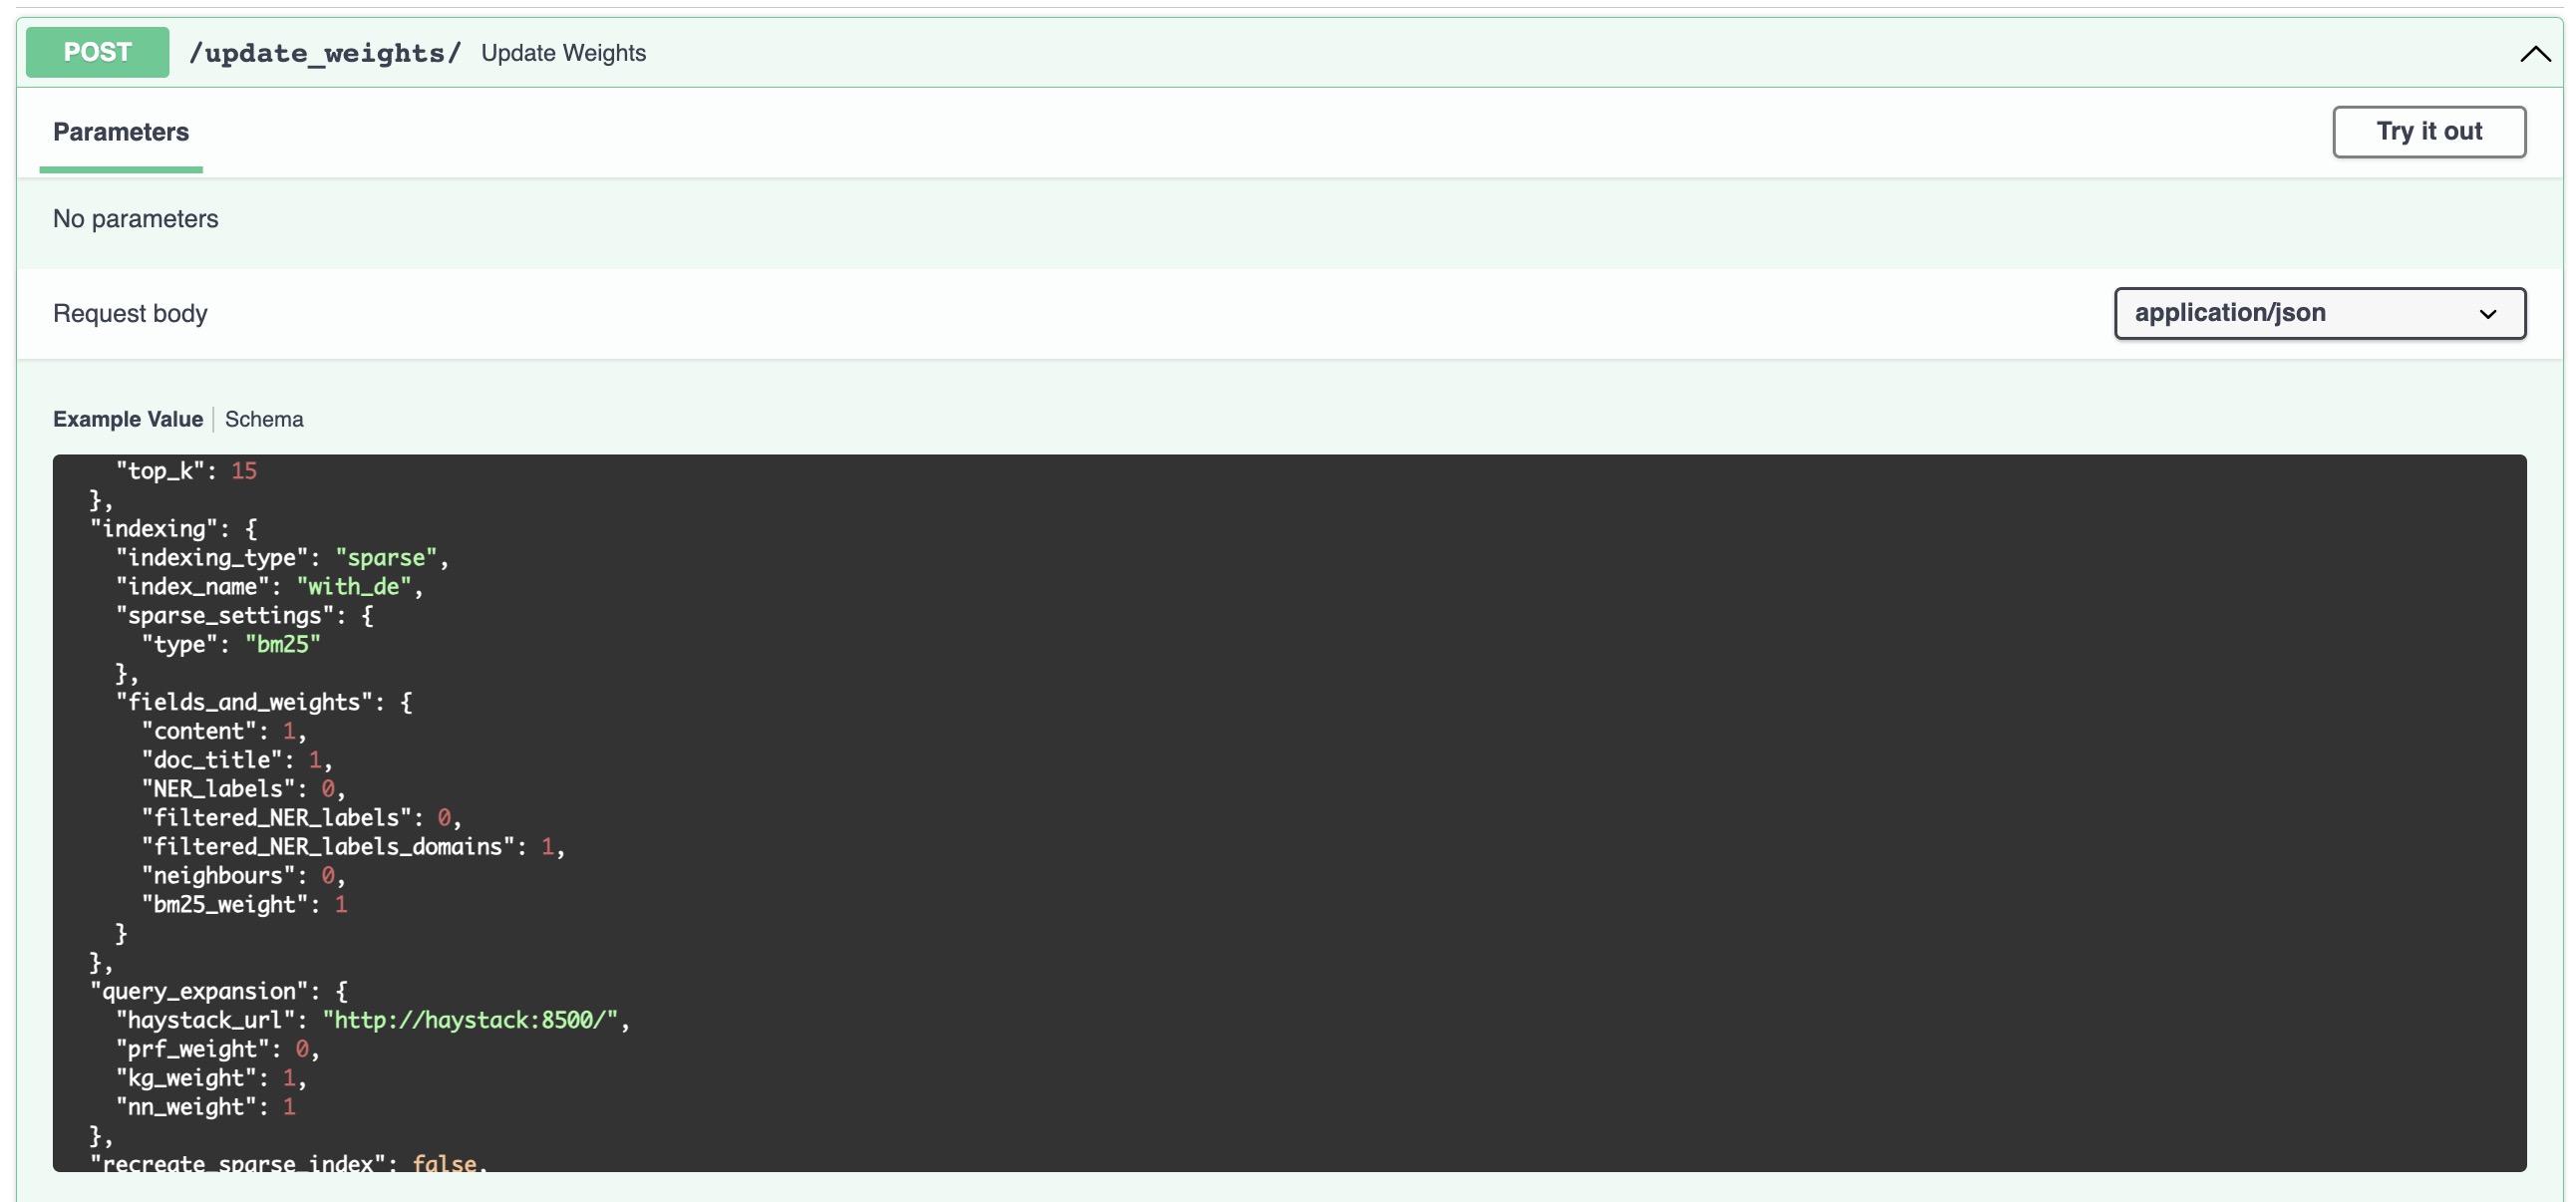 POST /update_weights/ Update Weights
Parameters
Try it out
No parameters
Request body
application/json
Example Value | Schema
"top_k": 15
},
"indexing": {
"indexing_type": "sparse",
"index_name": "with_de",
"sparse_settings": {
"type": "bm25"
},
"fields_and_weights": {
"content": 1,
"doc_title": 1,
"NER_labels": 0,
"filtered_NER_labels": 0,
"filtered_NER_labels_domains": 1,
"neighbours": 0,
"bm25_weight": 1
}
},
"query_expansion": {
"haystack_url": "http://haystack:8500/",
"prf_weight": 0,
"kg_weight": 1,
"nn_weight": 1
},
"recreate_sparse_index": false,